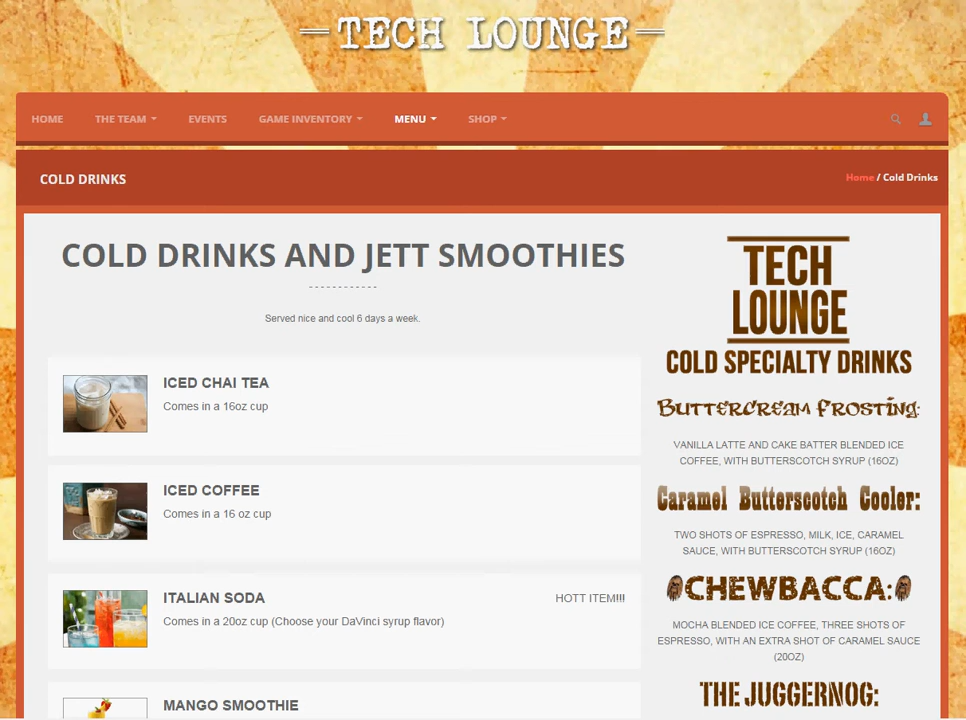 TECH LOUNGE
HOME THE TEAM EVENTS GAME INVENTORY MENU SHOP
COLD DRINKS
Home / Cold Drinks
COLD DRINKS AND JETT SMOOTHIES
------------
Served nice and cool 6 days a week.
ICED CHAI TEA
Comes in a 16oz cup
ICED COFFEE
Comes in a 16 oz cup
ITALIAN SODA
HOTT ITEM!!!
Comes in a 20oz cup (Choose your DaVinci syrup flavor)
MANGO SMOOTHIE
TECH
LOUNGE
COLD SPECIALTY DRINKS
Buttercream Frosting:
VANILLA LATTE AND CAKE BATTER BLENDED ICE
COFFEE, WITH BUTTERSCOTCH SYRUP (16OZ)
Caramel Butterscotch Cooler:
TWO SHOTS OF ESPRESSO, MILK, ICE, CARAMEL
SAUCE, WITH BUTTERSCOTCH SYRUP (16OZ)
CHEWBACCA:
MOCHA BLENDED ICE COFFEE, THREE SHOTS OF
ESPRESSO, WITH AN EXTRA SHOT OF CARAMEL SAUCE
(20OZ)
THE JUGGERNOG: